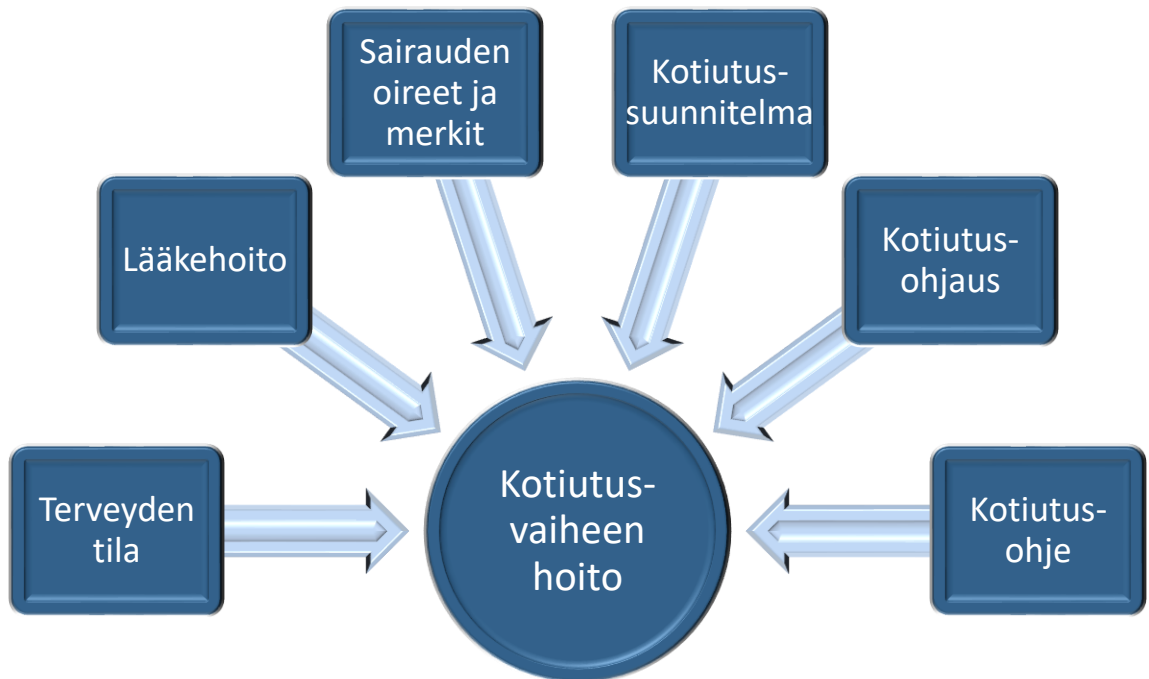 Sairauden
oireet ja
merkit
Kotiutus-
suunnitelma
Lääkehoito
Kotiutus-
ohjaus
Terveyden
tila
Kotiutus-
vaiheen
hoito
Kotiutus-
ohje